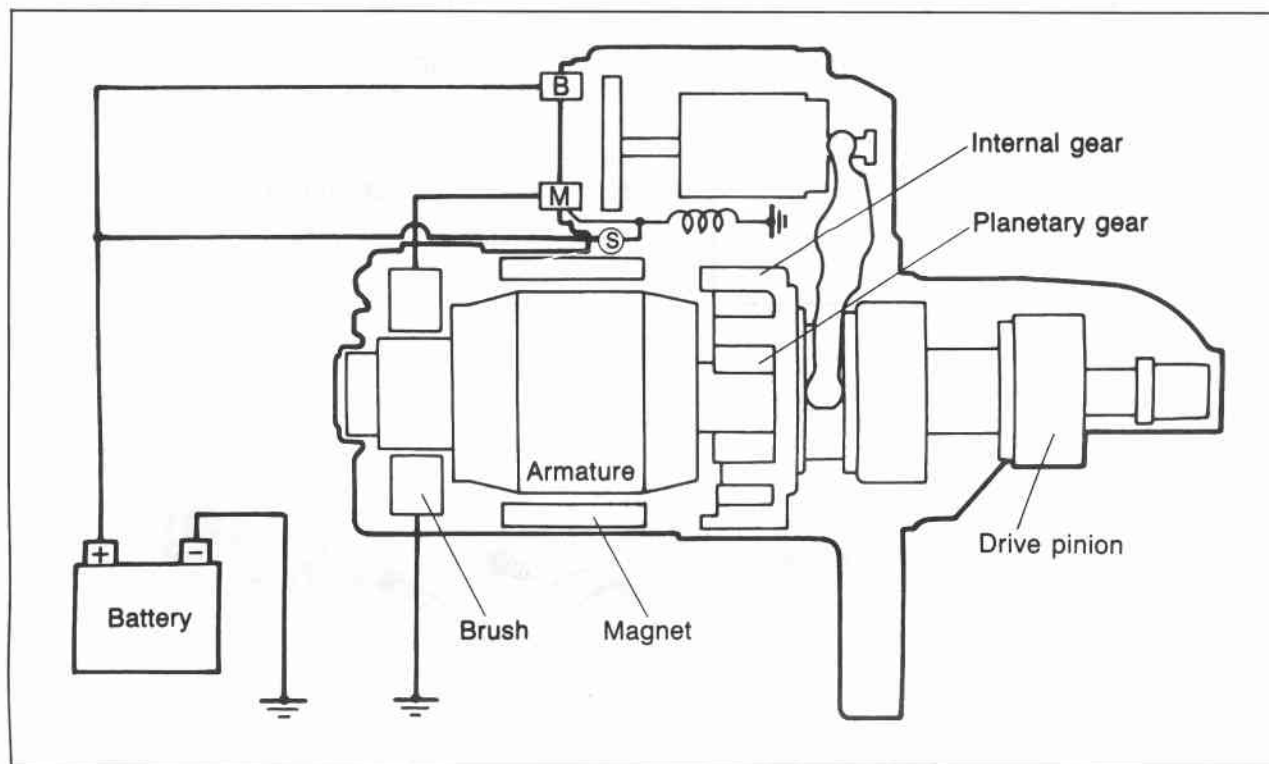 B
Internal gear
M
Planetary gear
S
Armature
Drive pinion
+ -
Battery
Brush
Magnet